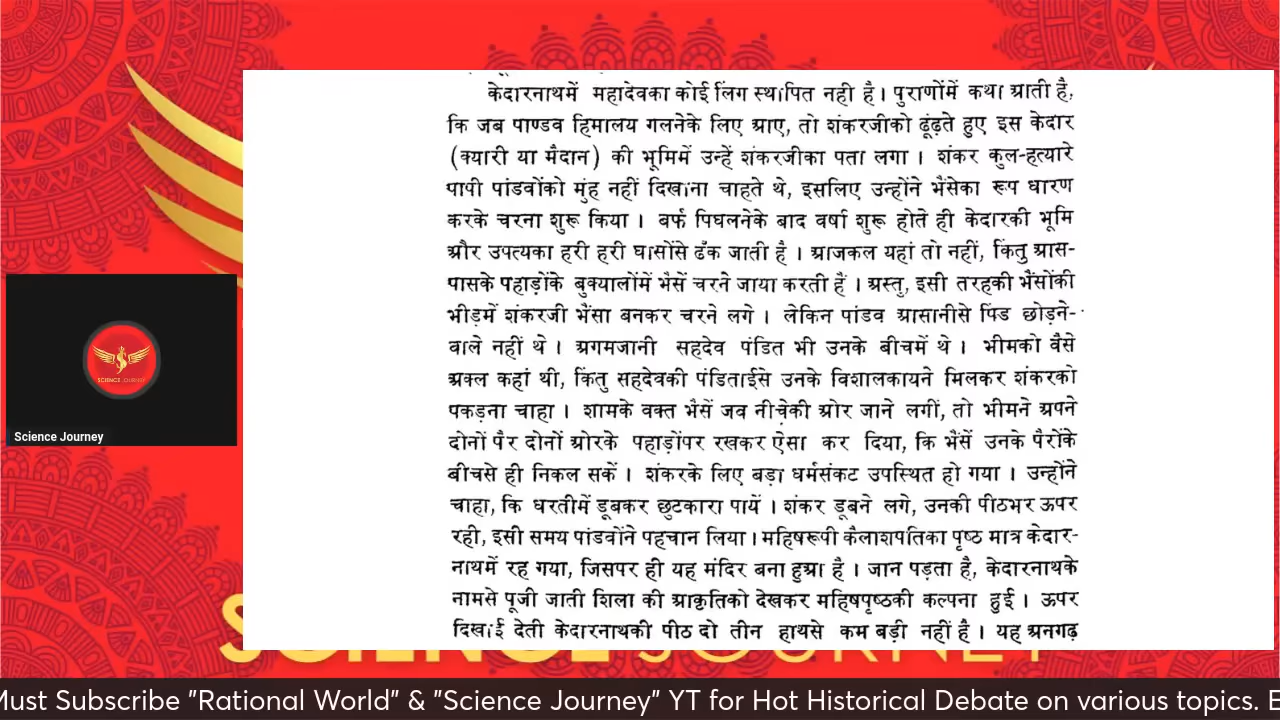 केदारनाथमें महादेवका कोई लिंग स्थापित नही है। पुराणोंमें कथा आती है,
कि जब पाण्डव हिमालय गलनेके लिए आए, तो शंकरजीको ढूंढ़ते हुए इस केदार
(क्यारी या मैदान) की भूमिमें उन्हें शंकरजीका पता लगा। शंकर कुल-हत्यारे
पापी पांडवोंको मुंह नहीं दिखाना चाहते थे, इसलिए उन्होंने भैंसेका रूप धारण
करके चरना शुरू किया। बर्फ पिघलनेके बाद वर्षा शुरू होते ही केदारकी भूमि
और उपत्यका हरी हरी घासोंसे ढँक जाती है। आजकल यहां तो नहीं, किंतु आस-
पासके पहाड़ोंके बुक्यालोंमें भैसें चरने जाया करती हैं। अस्तु, इसी तरहकी भैंसोंकी
भीड़में शंकरजी भैंसा बनकर चरने लगे। लेकिन पांडव आसानीसे पिंड छोड़ने-
वाले नहीं थे। अगमजानी सहदेव पंडित भी उनके बीचमें थे। भीमको वैसे
अक्ल कहां थी, किंतु सहदेवकी पंडिताईसे उनके विशालकायने मिलकर शंकरको
पकड़ना चाहा। शामके वक्त भैसें जब नीचेकी ओर जाने लगीं, तो भीमने अपने
दोनों पैर दोनों ओरके पहाड़ोंपर रखकर ऐसा कर दिया, कि भैंसें उनके पैरोंके
बीचसे ही निकल सकें। शंकरके लिए बड़ा धर्मसंकट उपस्थित हो गया। उन्होंने
चाहा, कि धरतीमें डूबकर छुटकारा पायें। शंकर डूबने लगे, उनकी पीठभर ऊपर
रही, इसी समय पांडवोंने पहचान लिया। महिषरूपी कैलाशपतिका पृष्ठ मात्र केदार-
नाथमें रह गया, जिसपर ही यह मंदिर बना हुआ है। जान पड़ता है, केदारनाथके
नामसे पूजी जाती शिला की आकृतिको देखकर महिषपृष्ठकी कल्पना हुई। ऊपर
दिखाई देती केदारनाथकी पीठ दो तीन हाथसे कम बड़ी नहीं है। यह अनगढ़
SCIENCE JOURNEY
Science Journey
SCIENCE JOURNEY
Must Subscribe "Rational World" & "Science Journey" YT for Hot Historical Debate on various topics. E